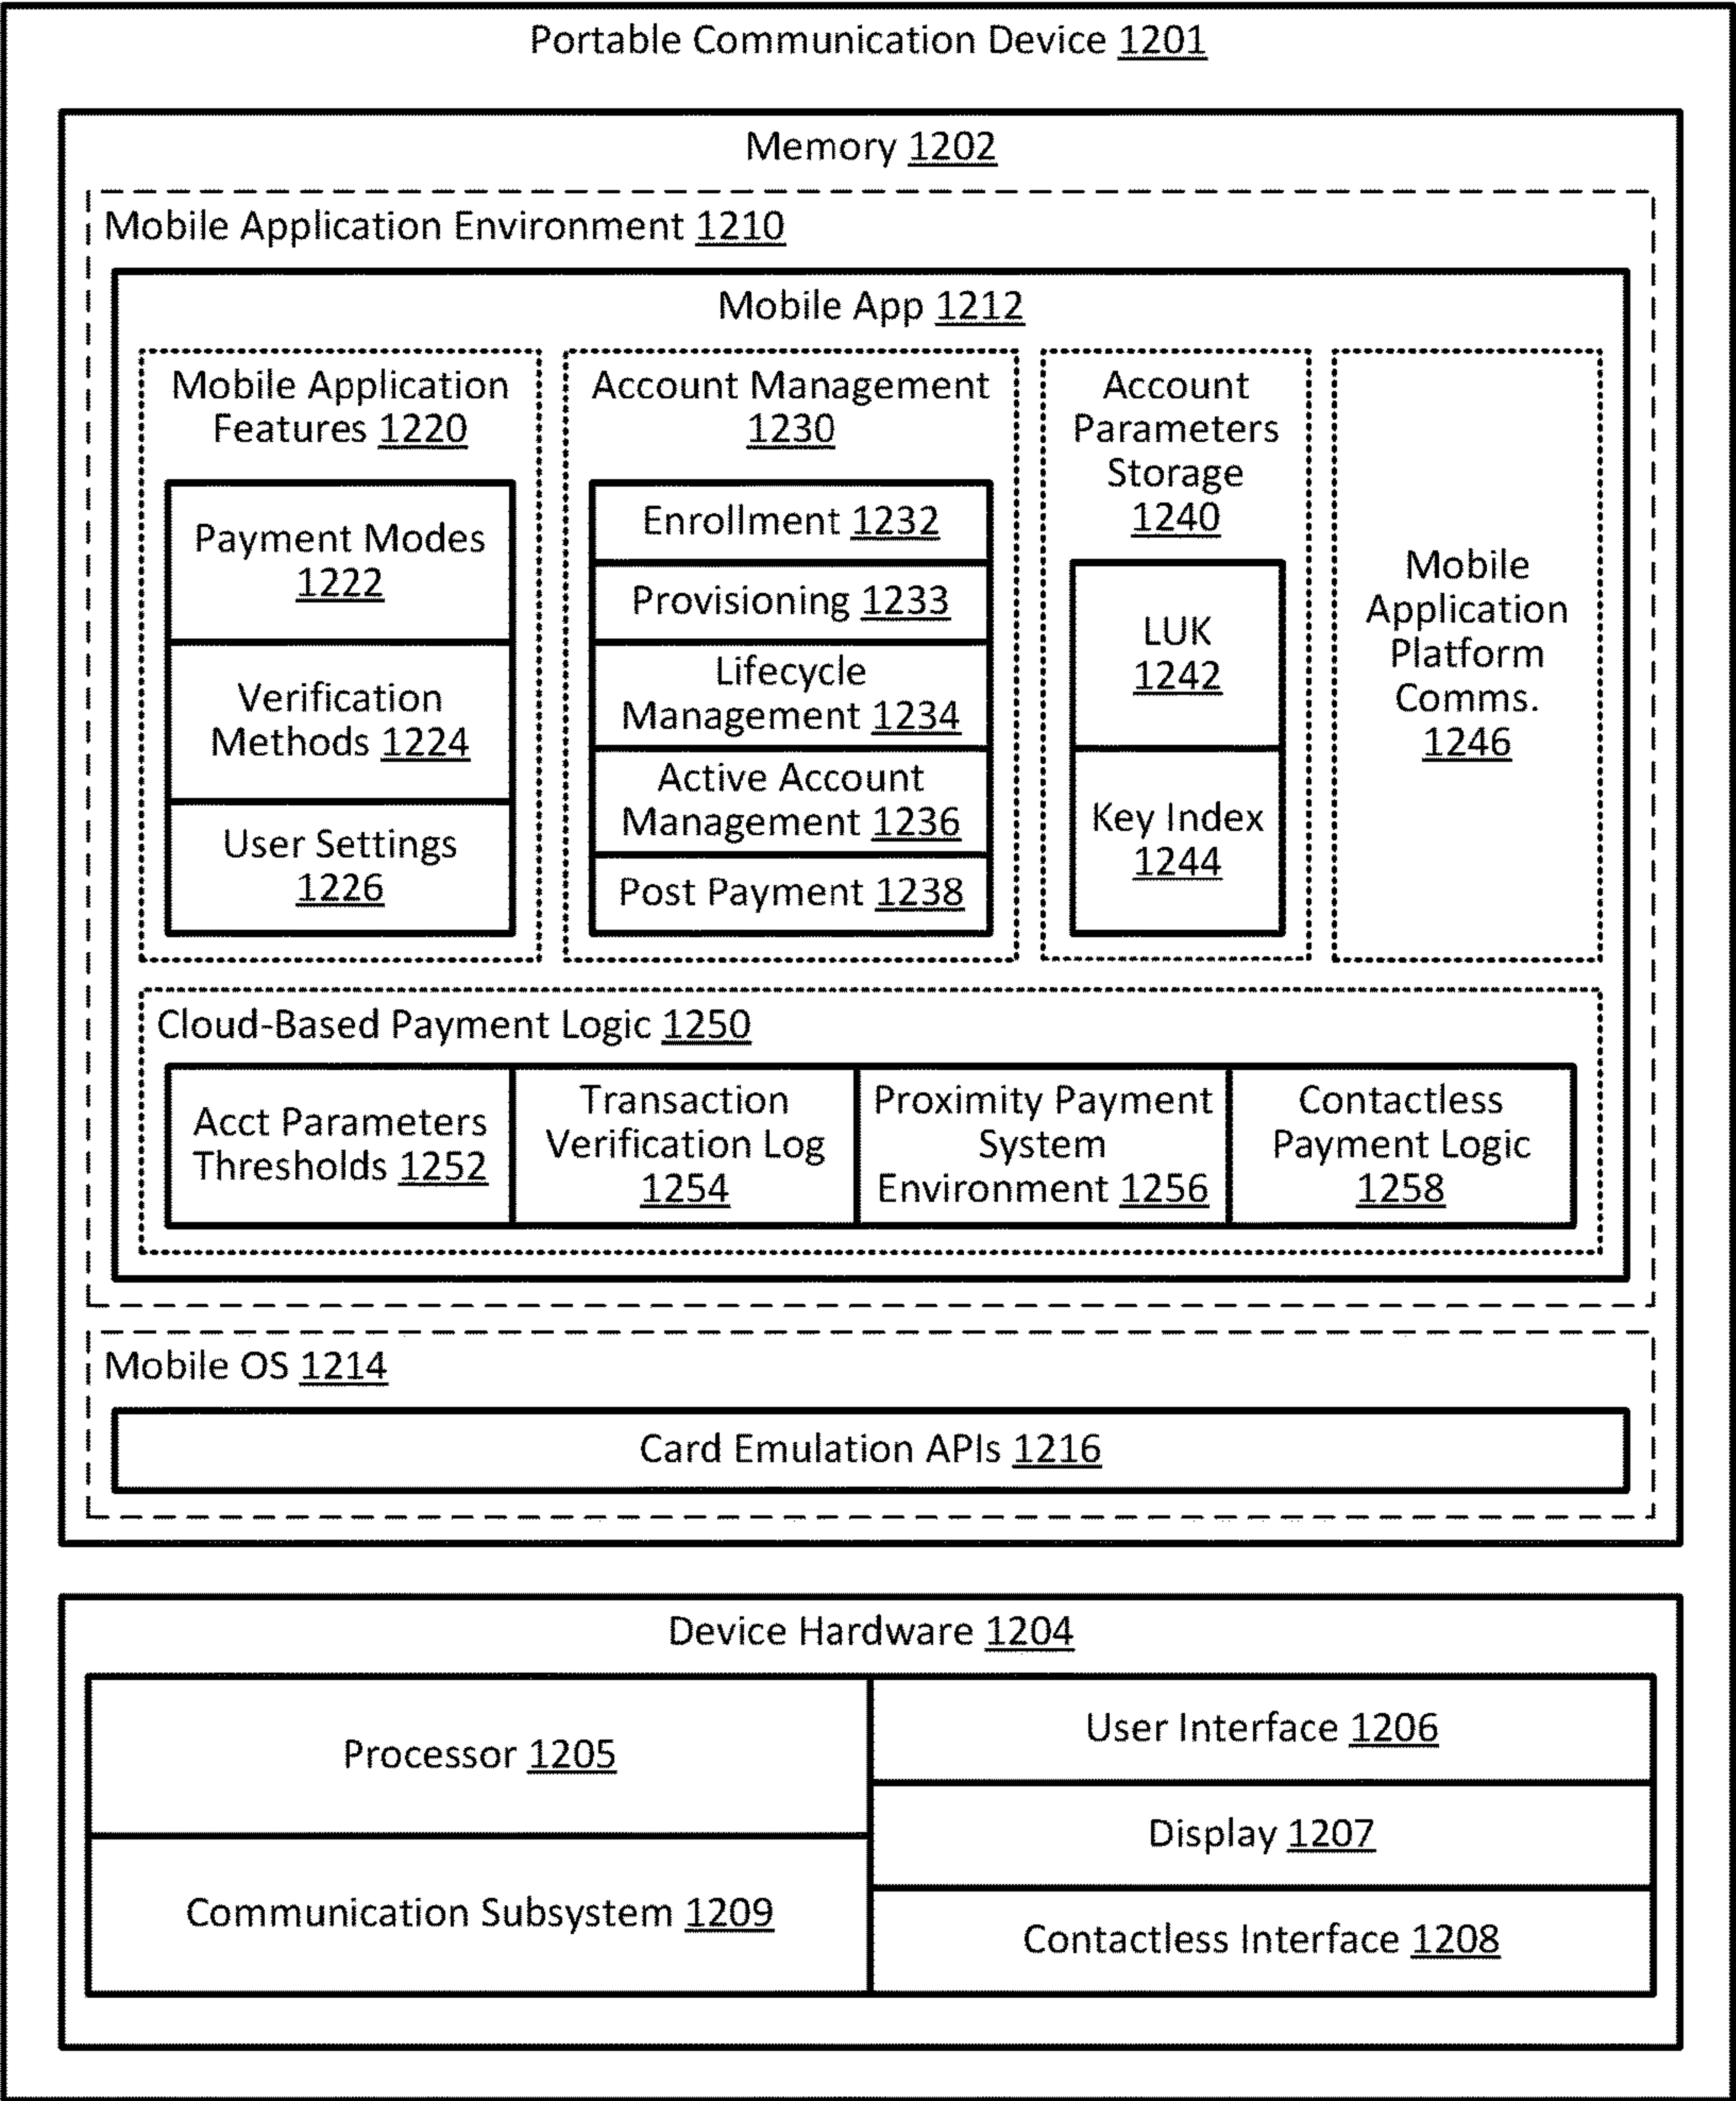 Portable Communication Device 1201
Memory 1202
Mobile Application Environment 1210
Mobile App 1212
Mobile Application
Features 1220
Payment Modes
1222
Verification
Methods 1224
User Settings
1226
Account Management
1230
Enrollment 1232
Provisioning 1233
Lifecycle
Management 1234
Active Account
Management 1236
Post Payment 1238
Account
Parameters
Storage
1240
LUK
1242
Key Index
1244
Mobile
Application
Platform
Comms.
1246
Cloud-Based Payment Logic 1250
Acct Parameters
Thresholds 1252
Transaction
Verification Log
1254
Proximity Payment
System
Environment 1256
Contactless
Payment Logic
1258
Mobile OS 1214
Card Emulation APIs 1216
Device Hardware 1204
Processor 1205
Communication Subsystem 1209
User Interface 1206
Display 1207
Contactless Interface 1208